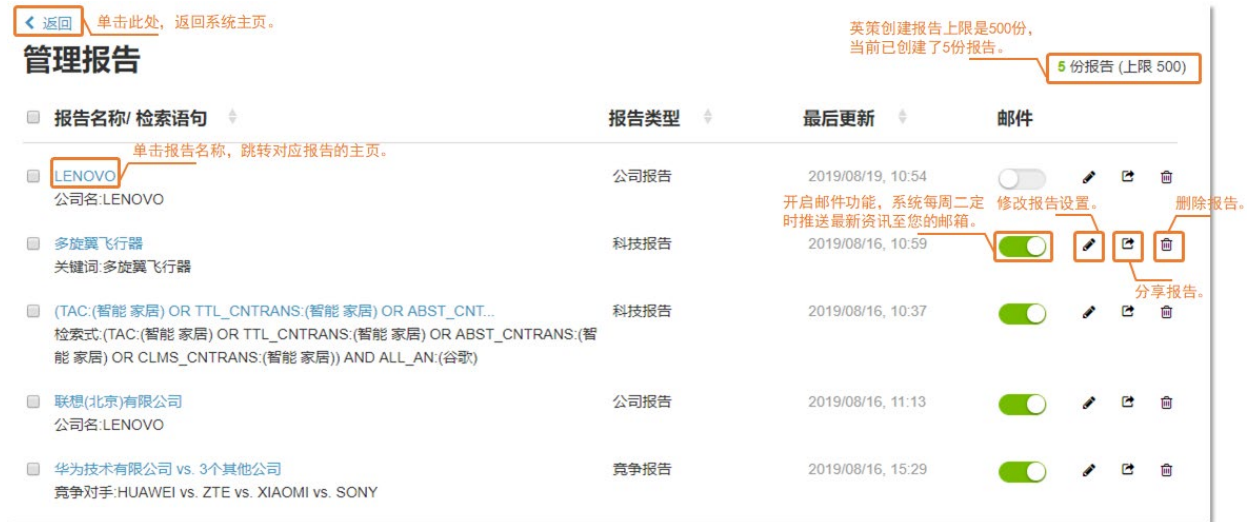 返回
单击此处，返回系统主页。
英策创建报告上限是500份，
当前已创建了5份报告。
管理报告
5 份报告 (上限 500)
报告名称/ 检索语句
报告类型
最后更新
邮件
单击报告名称，跳转对应报告的主页。
LENOVO
公司报告
2019/08/19, 10:54
公司名:LENOVO
开启邮件功能，系统每周二定
时推送最新资讯至您的邮箱。
修改报告设置。
删除报告。
多旋翼飞行器
科技报告
2019/08/16, 10:59
关键词:多旋翼飞行器
分享报告。
(TAC:(智能 家居) OR TTL_CNTRANS:(智能 家居) OR ABST_CNT...
科技报告
2019/08/16, 10:37
检索式:(TAC:(智能 家居) OR TTL_CNTRANS:(智能 家居) OR ABST_CNTRANS:(智
能 家居) OR CLMS_CNTRANS:(智能 家居)) AND ALL_AN:(谷歌)
联想(北京)有限公司
公司报告
2019/08/16, 11:13
公司名:LENOVO
华为技术有限公司 vs. 3个其他公司
竞争报告
2019/08/16, 15:29
竞争对手:HUAWEI vs. ZTE vs. XIAOMI vs. SONY